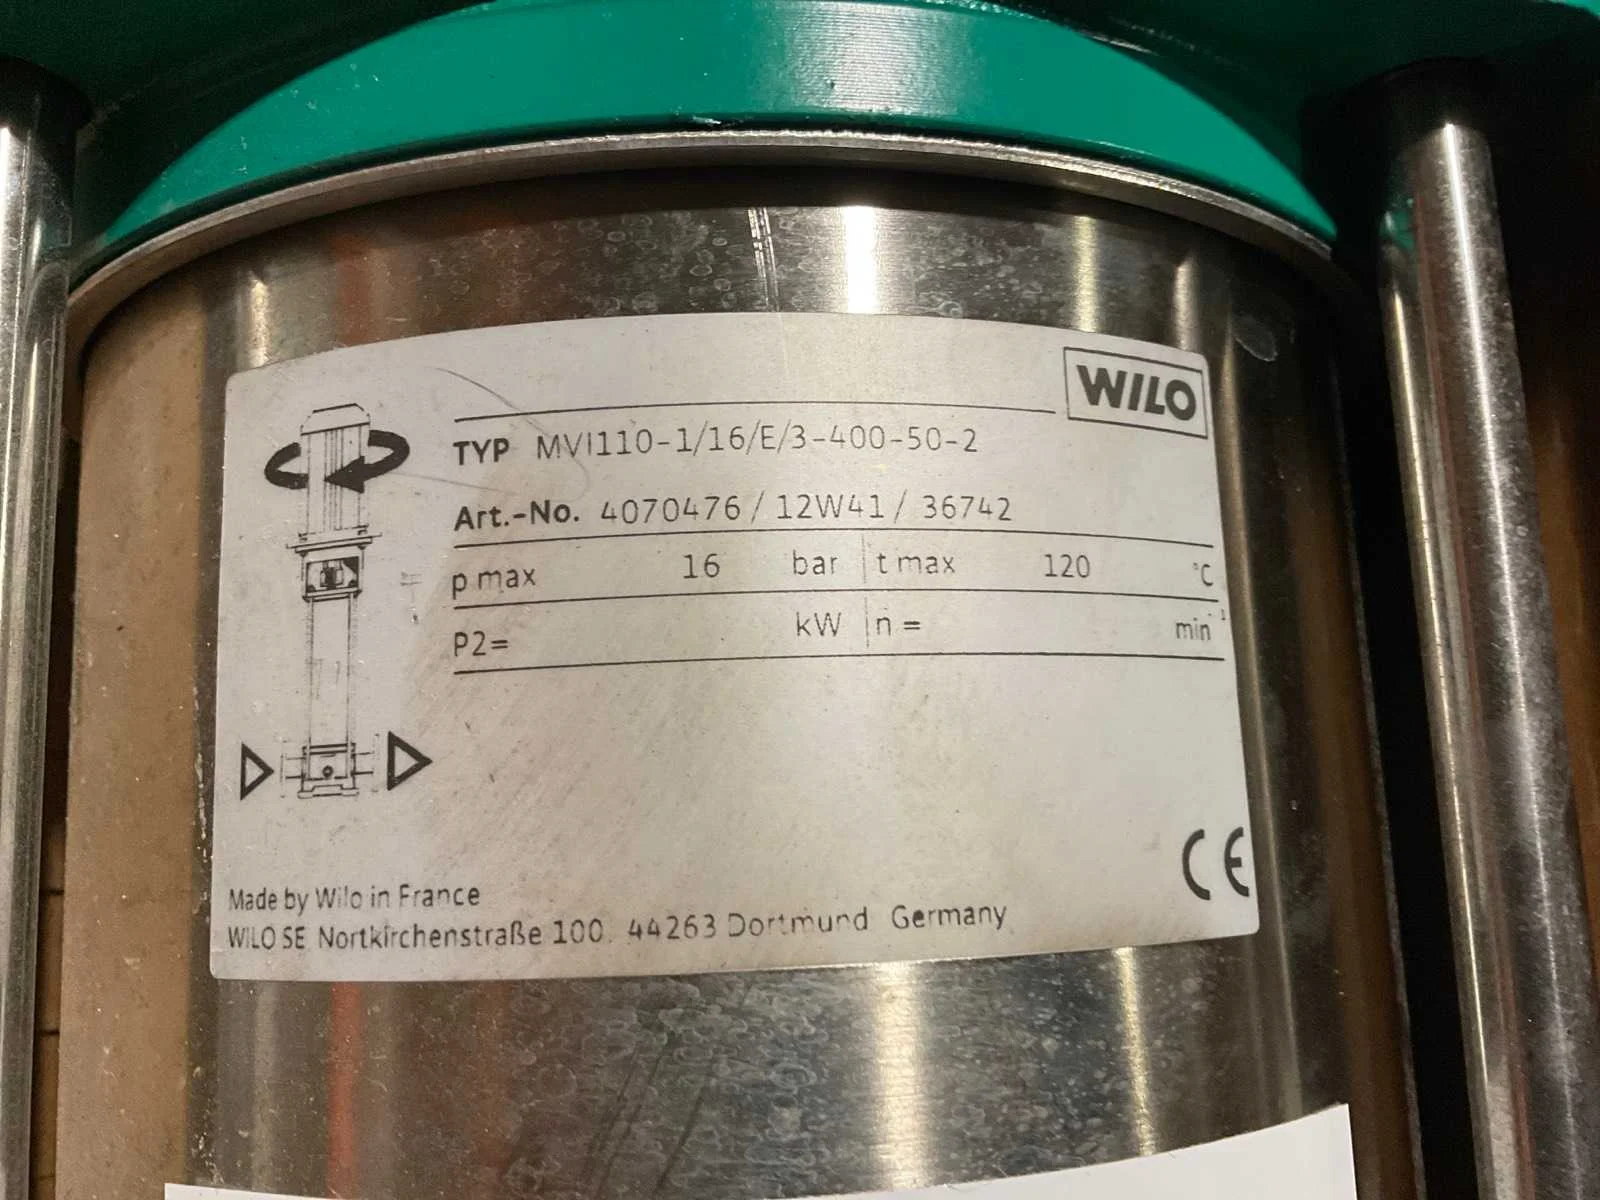 WILO
TYP MVI110-1/16/E/3-400-50-2
Art.-No. 4070476 / 12W41 / 36742
p max 16 bar t max 120 °C
P2= kW n = min⁻¹
Made by Wilo in France
WILO SE Nortkirchenstraße 100. 44263 Dortmund Germany
CE